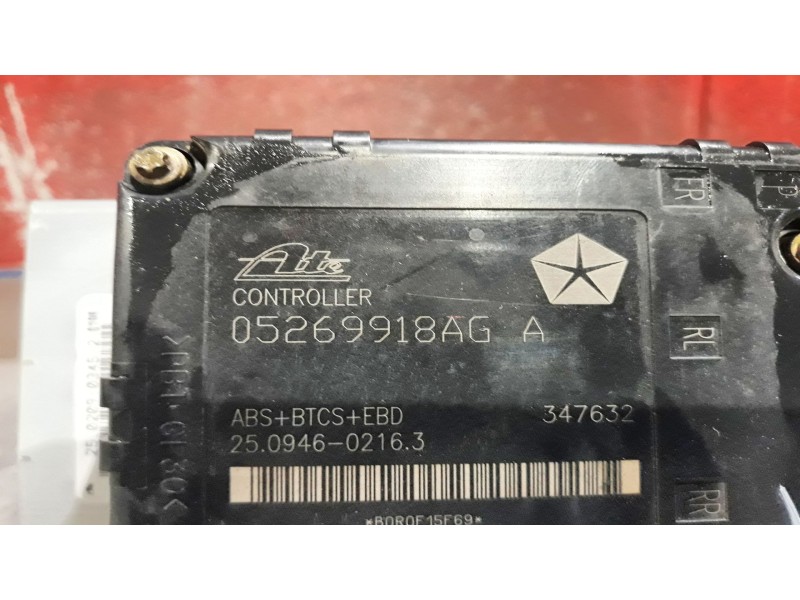 Ate
CONTROLLER
05269918AG A
ABS+BTCS+EBD 347632
25.0946-0216.3
*B0R0F15F69*
FR
RL
RR